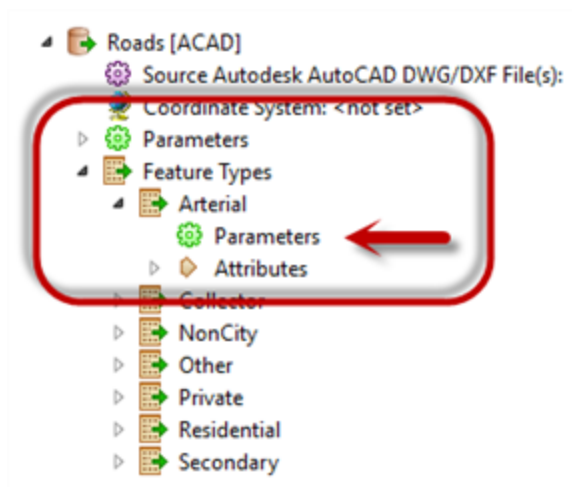 Roads [ACAD]
Source Autodesk AutoCAD DWG/DXF File(s):
Coordinate System: <not set>
Parameters
Feature Types
Arterial
Parameters
Attributes
Collector
NonCity
Other
Private
Residential
Secondary